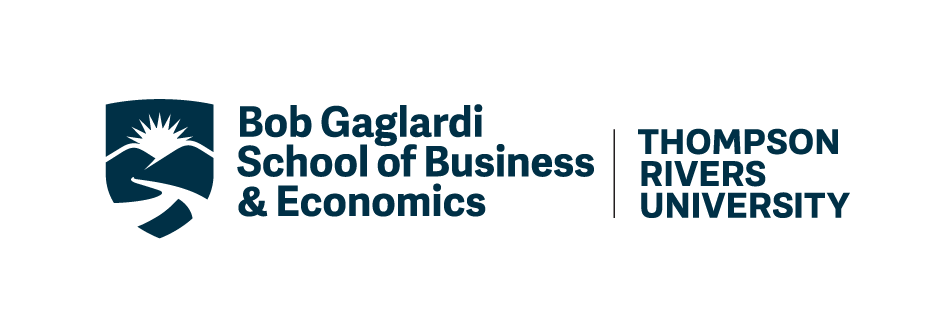 Bob Gaglardi
School of Business
& Economics
THOMPSON
RIVERS
UNIVERSITY